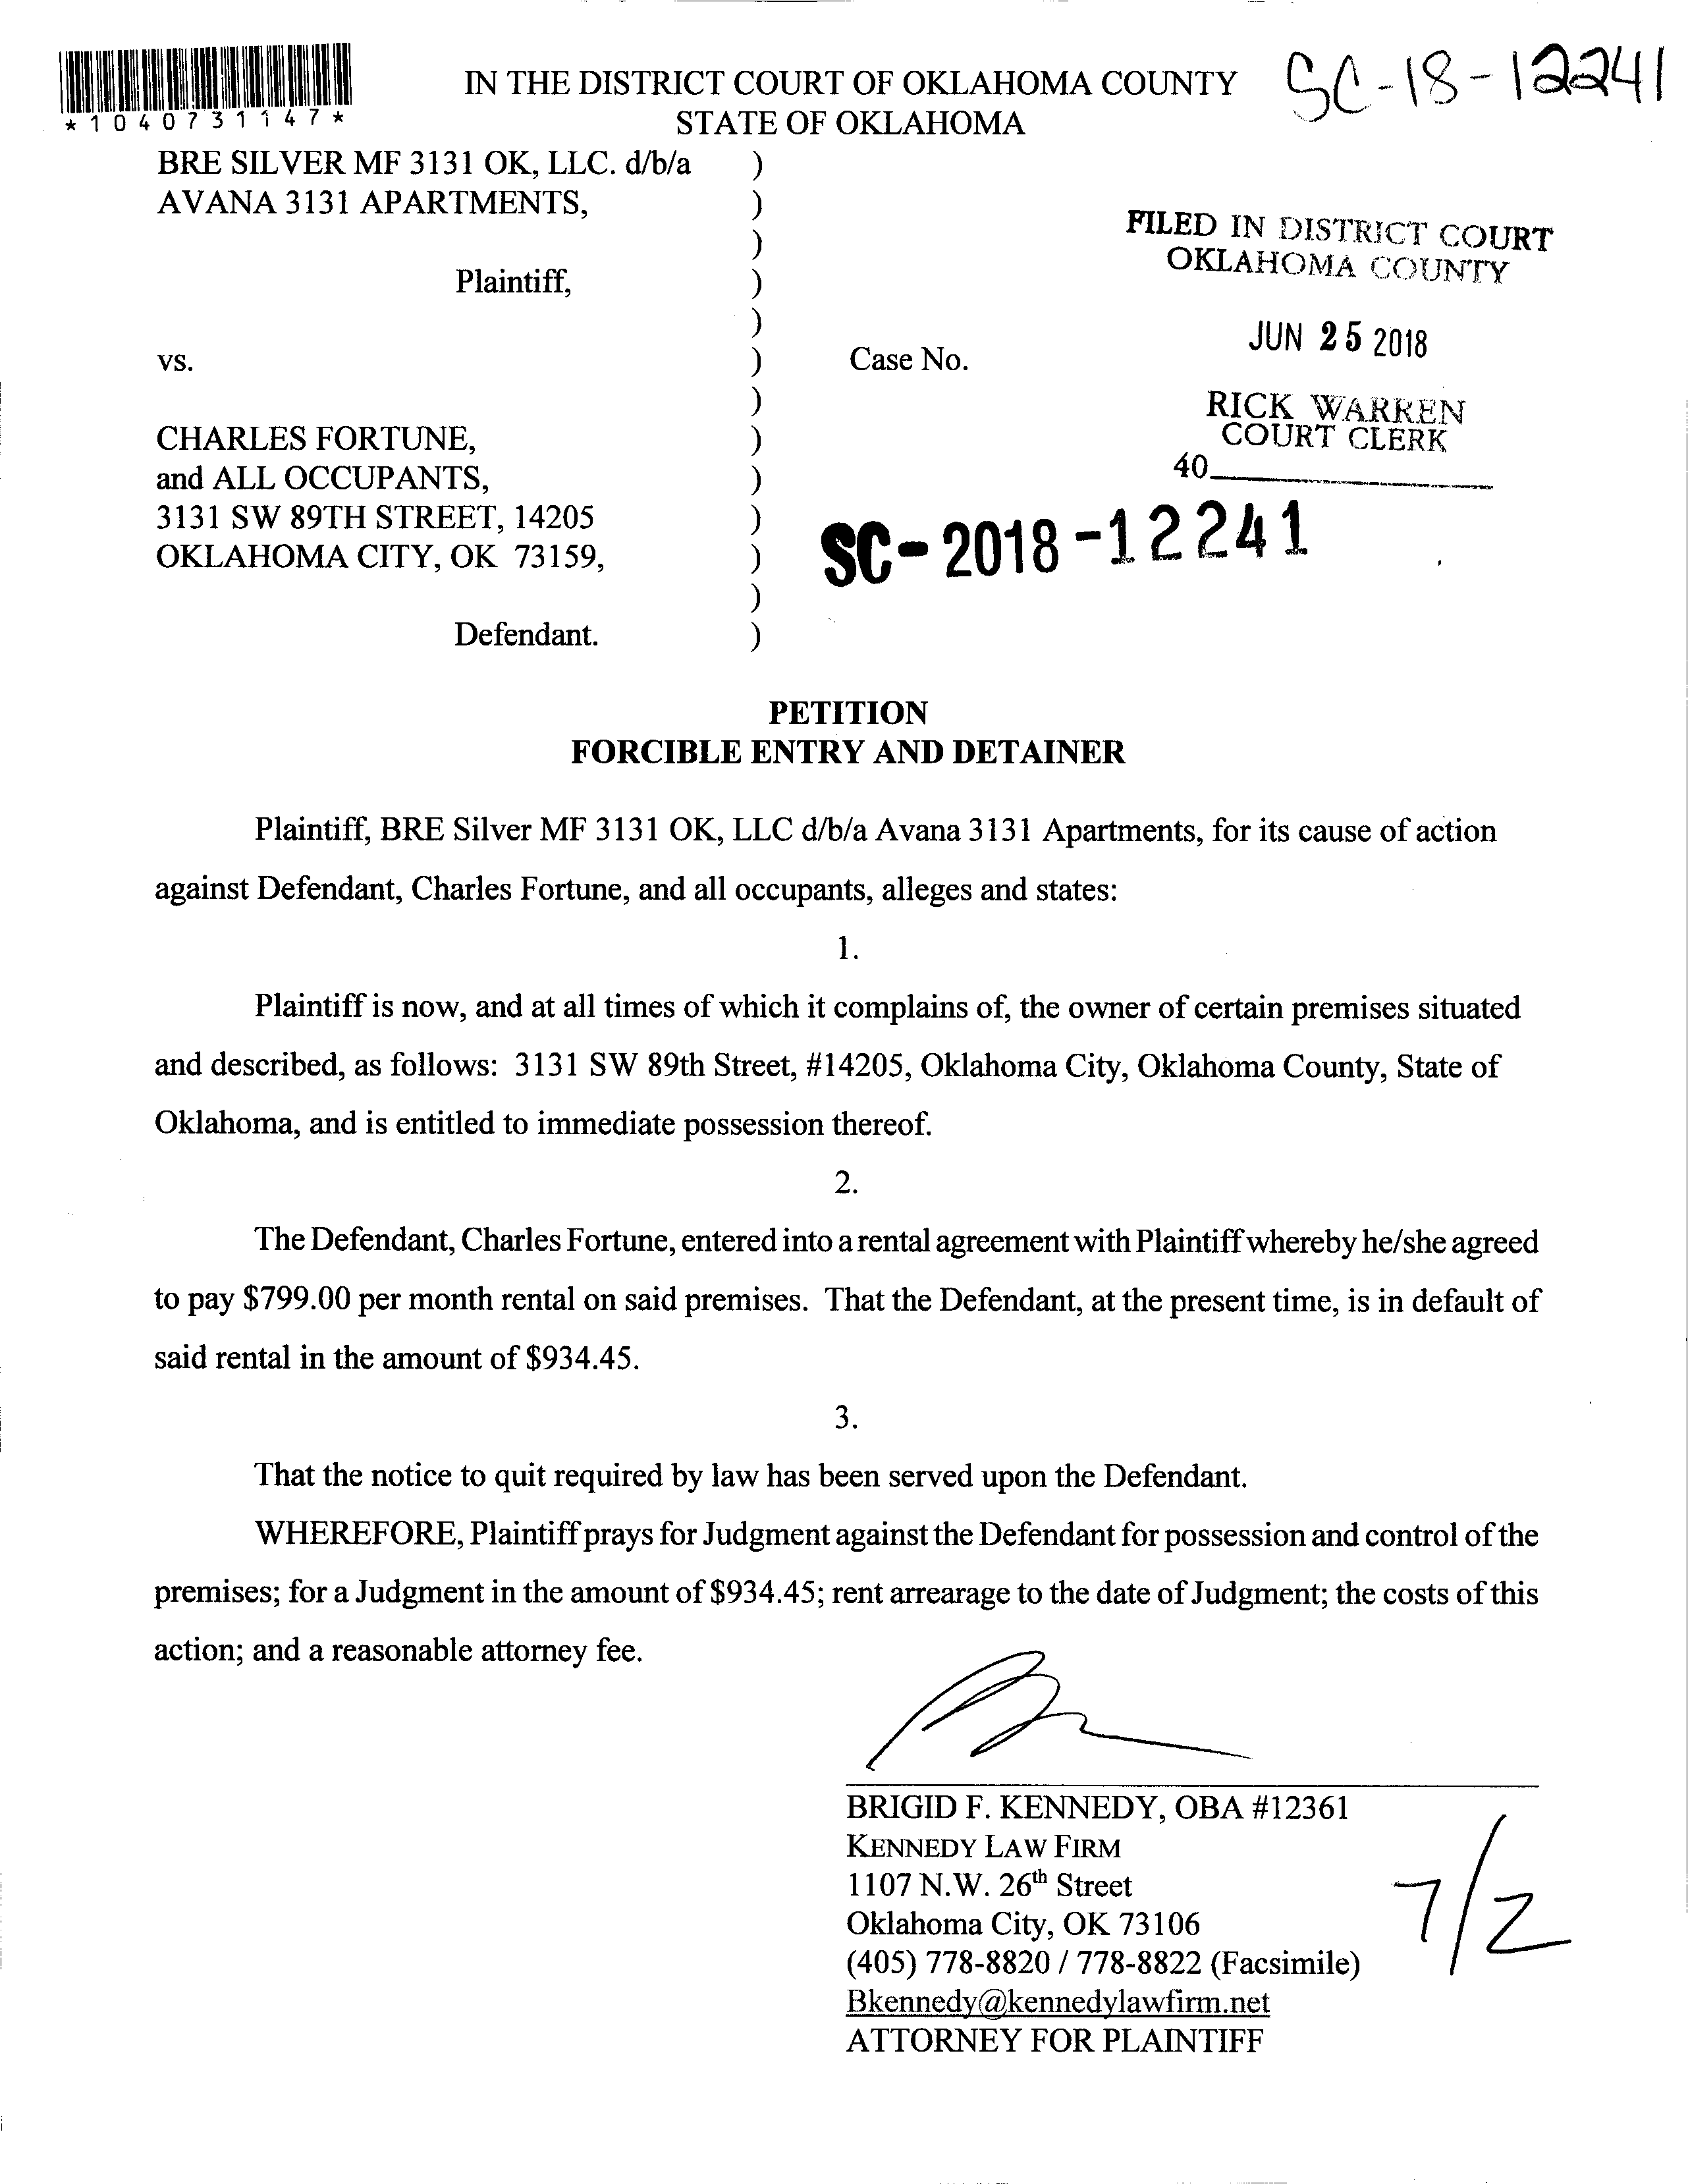 IN THE DISTRICT COURT OF OKLAHOMA COUNTY
STATE OF OKLAHOMA
SC-18-12241
*1040731147*
BRE SILVER MF 3131 OK, LLC. d/b/a )
AVANA 3131 APARTMENTS, )
)
Plaintiff, )
)
vs. ) Case No.
)
CHARLES FORTUNE, )
and ALL OCCUPANTS, )
3131 SW 89TH STREET, 14205 )
OKLAHOMA CITY, OK 73159, )
)
Defendant. )
FILED IN DISTRICT COURT
OKLAHOMA COUNTY
JUN 25 2018
RICK WARREN
COURT CLERK
40
SC-2018-12241
PETITION
FORCIBLE ENTRY AND DETAINER
Plaintiff, BRE Silver MF 3131 OK, LLC d/b/a Avana 3131 Apartments, for its cause of action
against Defendant, Charles Fortune, and all occupants, alleges and states:
1.
Plaintiff is now, and at all times of which it complains of, the owner of certain premises situated
and described, as follows: 3131 SW 89th Street, #14205, Oklahoma City, Oklahoma County, State of
Oklahoma, and is entitled to immediate possession thereof.
2.
The Defendant, Charles Fortune, entered into a rental agreement with Plaintiff whereby he/she agreed
to pay $799.00 per month rental on said premises. That the Defendant, at the present time, is in default of
said rental in the amount of $934.45.
3.
That the notice to quit required by law has been served upon the Defendant.
WHEREFORE, Plaintiff prays for Judgment against the Defendant for possession and control of the
premises; for a Judgment in the amount of $934.45; rent arrearage to the date of Judgment; the costs of this
action; and a reasonable attorney fee.
BRIGID F. KENNEDY, OBA #12361
KENNEDY LAW FIRM
1107 N.W. 26th Street
Oklahoma City, OK 73106
(405) 778-8820 / 778-8822 (Facsimile)
Bkennedy@kennedylawfirm.net
ATTORNEY FOR PLAINTIFF
7/2